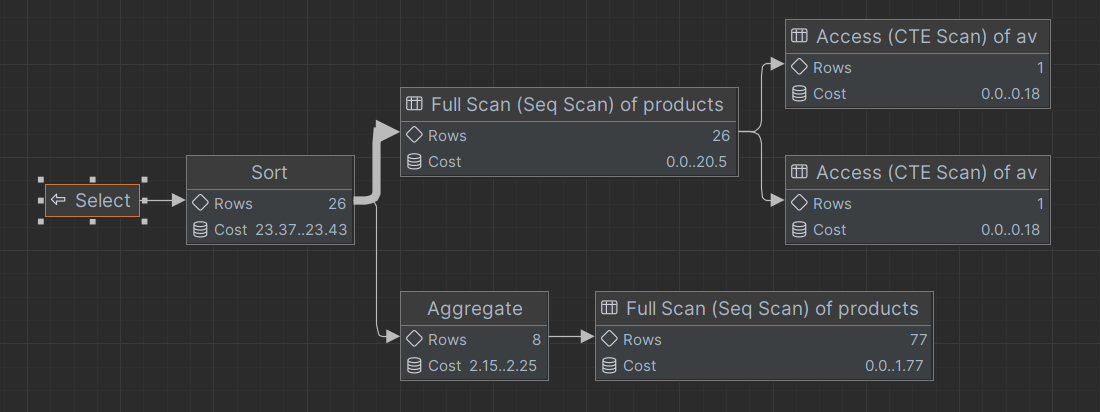 Select
Sort
Rows 26
Cost 23.37..23.43
Full Scan (Seq Scan) of products
Rows 26
Cost 0.0..20.5
Access (CTE Scan) of av
Rows 1
Cost 0.0..0.18
Access (CTE Scan) of av
Rows 1
Cost 0.0..0.18
Aggregate
Rows 8
Cost 2.15..2.25
Full Scan (Seq Scan) of products
Rows 77
Cost 0.0..1.77